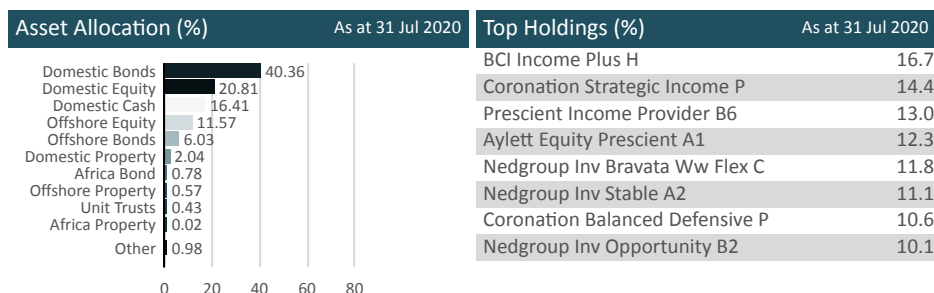 Asset Allocation (%) As at 31 Jul 2020
Domestic Bonds 40.36
Domestic Equity 20.81
Domestic Cash 16.41
Offshore Equity 11.57
Offshore Bonds 6.03
Domestic Property 2.04
Africa Bond 0.78
Offshore Property 0.57
Unit Trusts 0.43
Africa Property 0.02
Other 0.98
0 20 40 60 80
Top Holdings (%) As at 31 Jul 2020
BCI Income Plus H 16.7
Coronation Strategic Income P 14.4
Prescient Income Provider B6 13.0
Aylett Equity Prescient A1 12.3
Nedgroup Inv Bravata Ww Flex C 11.8
Nedgroup Inv Stable A2 11.1
Coronation Balanced Defensive P 10.6
Nedgroup Inv Opportunity B2 10.1